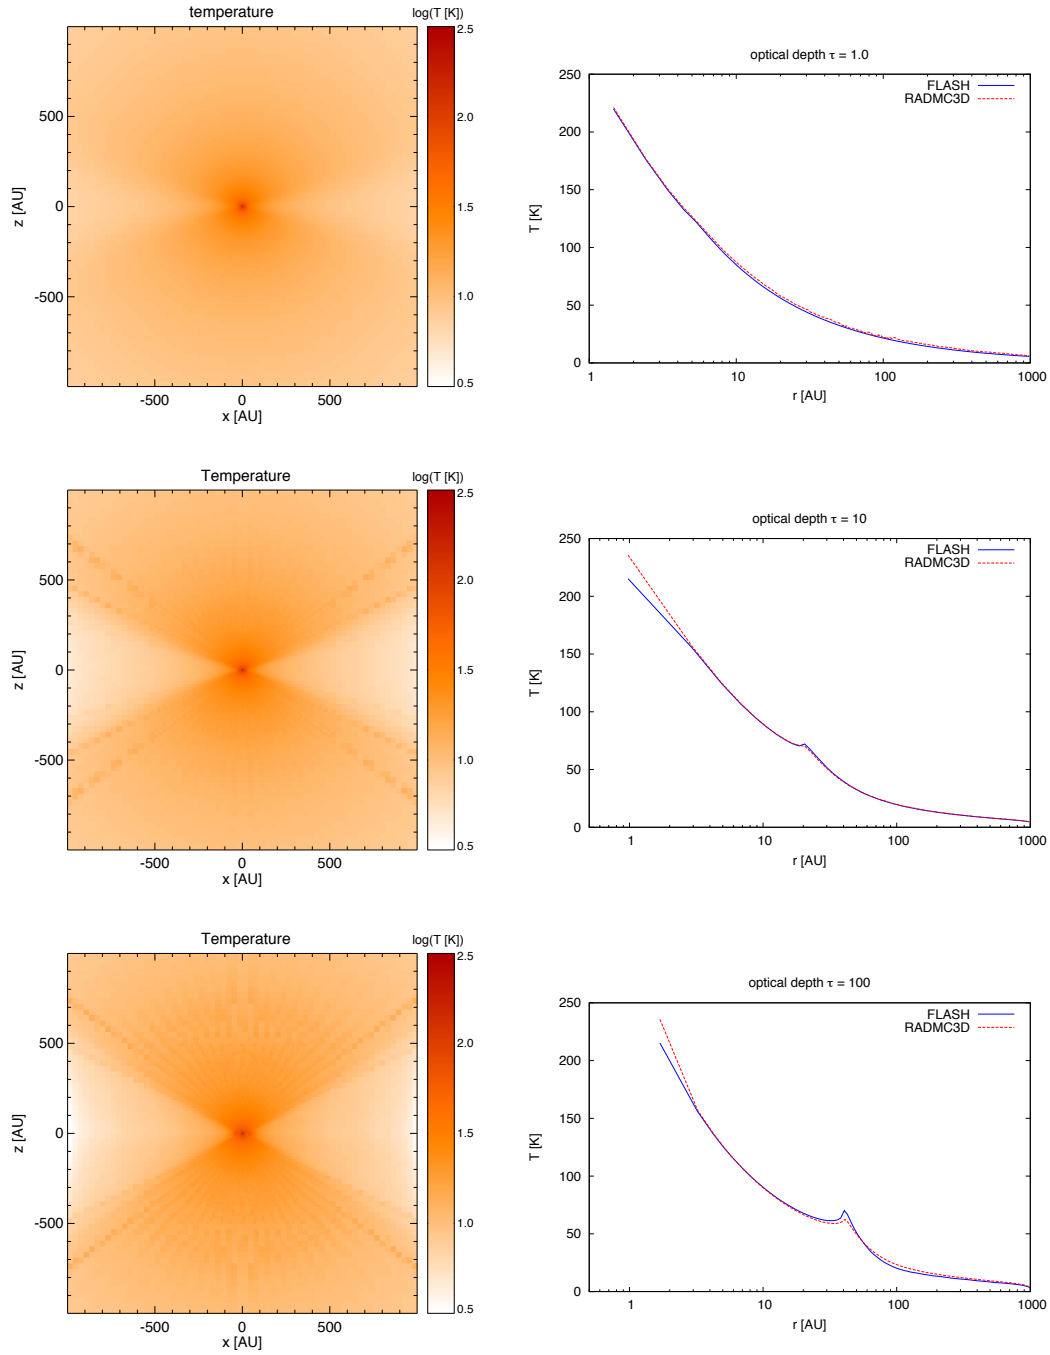 temperature
log(T [K])
2.5
2.0
1.5
1.0
0.5
500
0
-500
z [AU]
-500 0 500
x [AU]
optical depth τ = 1.0
FLASH
RADMC3D
250
200
150
100
50
0
T [K]
1 10 100 1000
r [AU]
Temperature
log(T [K])
2.5
2.0
1.5
1.0
0.5
500
0
-500
z [AU]
-500 0 500
x [AU]
optical depth τ = 10
FLASH
RADMC3D
250
200
150
100
50
0
T [K]
1 10 100 1000
r [AU]
Temperature
log(T [K])
2.5
2.0
1.5
1.0
0.5
500
0
-500
z [AU]
-500 0 500
x [AU]
optical depth τ = 100
FLASH
RADMC3D
250
200
150
100
50
0
T [K]
1 10 100 1000
r [AU]